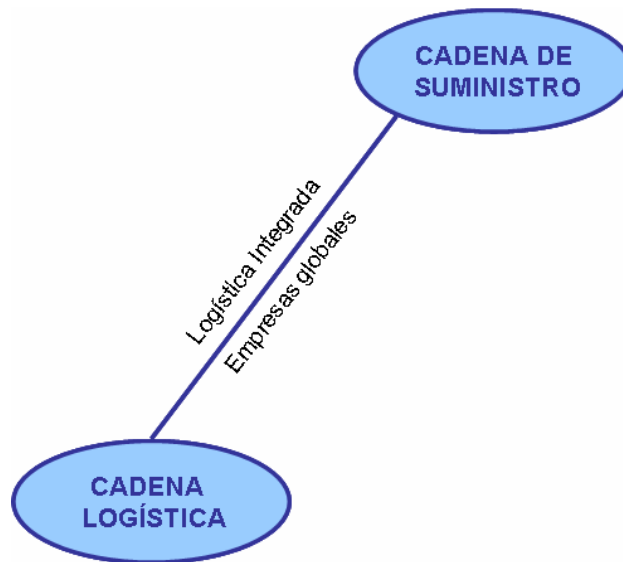 CADENA DE
SUMINISTRO
Logística Integrada
Empresas globales
CADENA
LOGÍSTICA